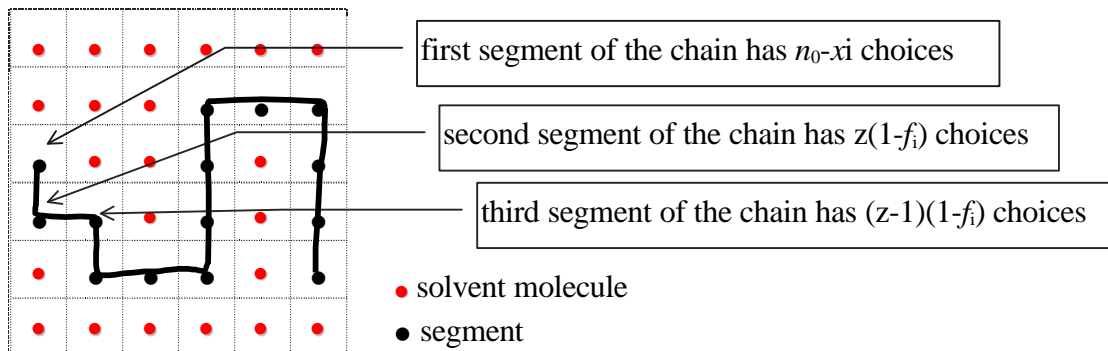 first segment of the chain has n₀-xi choices
second segment of the chain has z(1-fᵢ) choices
third segment of the chain has (z-1)(1-fᵢ) choices
solvent molecule
segment